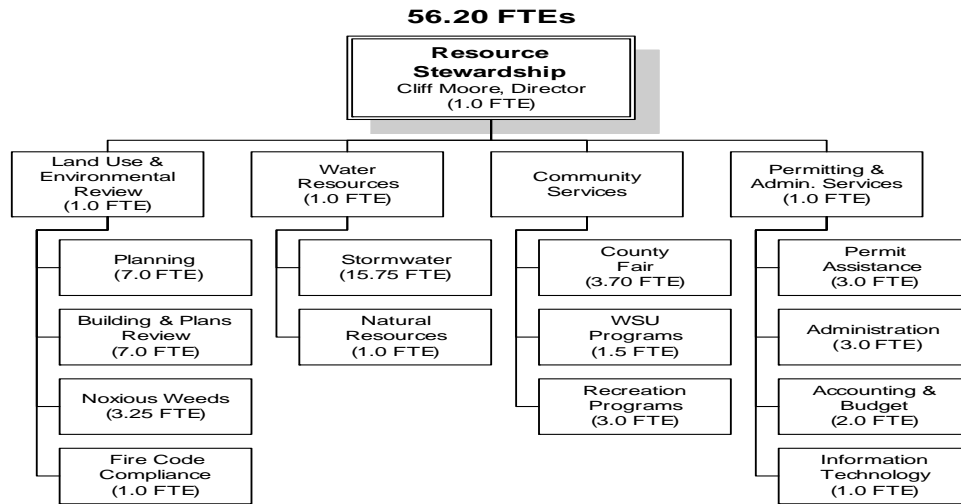 56.20 FTEs
Resource
Stewardship
Cliff Moore, Director
(1.0 FTE)
Land Use &
Environmental
Review
(1.0 FTE)
Planning
(7.0 FTE)
Building & Plans
Review
(7.0 FTE)
Noxious Weeds
(3.25 FTE)
Fire Code
Compliance
(1.0 FTE)
Water
Resources
(1.0 FTE)
Stormwater
(15.75 FTE)
Natural
Resources
(1.0 FTE)
Community
Services
County
Fair
(3.70 FTE)
WSU
Programs
(1.5 FTE)
Recreation
Programs
(3.0 FTE)
Permitting &
Admin. Services
(1.0 FTE)
Permit
Assistance
(3.0 FTE)
Administration
(3.0 FTE)
Accounting &
Budget
(2.0 FTE)
Information
Technology
(1.0 FTE)